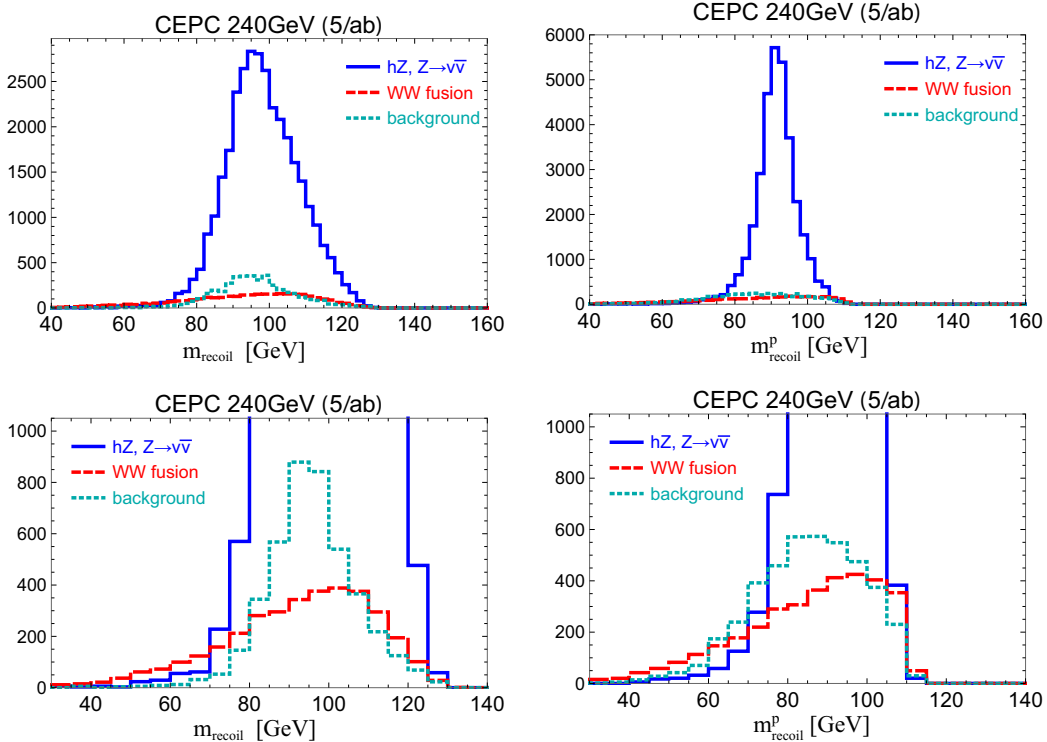 CEPC 240GeV (5/ab)
2500
2000
1500
1000
500
0
hZ, Z→νν̅
WW fusion
background
40 60 80 100 120 140 160
m_recoil [GeV]
CEPC 240GeV (5/ab)
6000
5000
4000
3000
2000
1000
0
hZ, Z→νν̅
WW fusion
background
40 60 80 100 120 140 160
m^p_recoil [GeV]
CEPC 240GeV (5/ab)
1000
800
600
400
200
0
hZ, Z→νν̅
WW fusion
background
40 60 80 100 120 140
m_recoil [GeV]
CEPC 240GeV (5/ab)
1000
800
600
400
200
0
hZ, Z→νν̅
WW fusion
background
40 60 80 100 120 140
m^p_recoil [GeV]